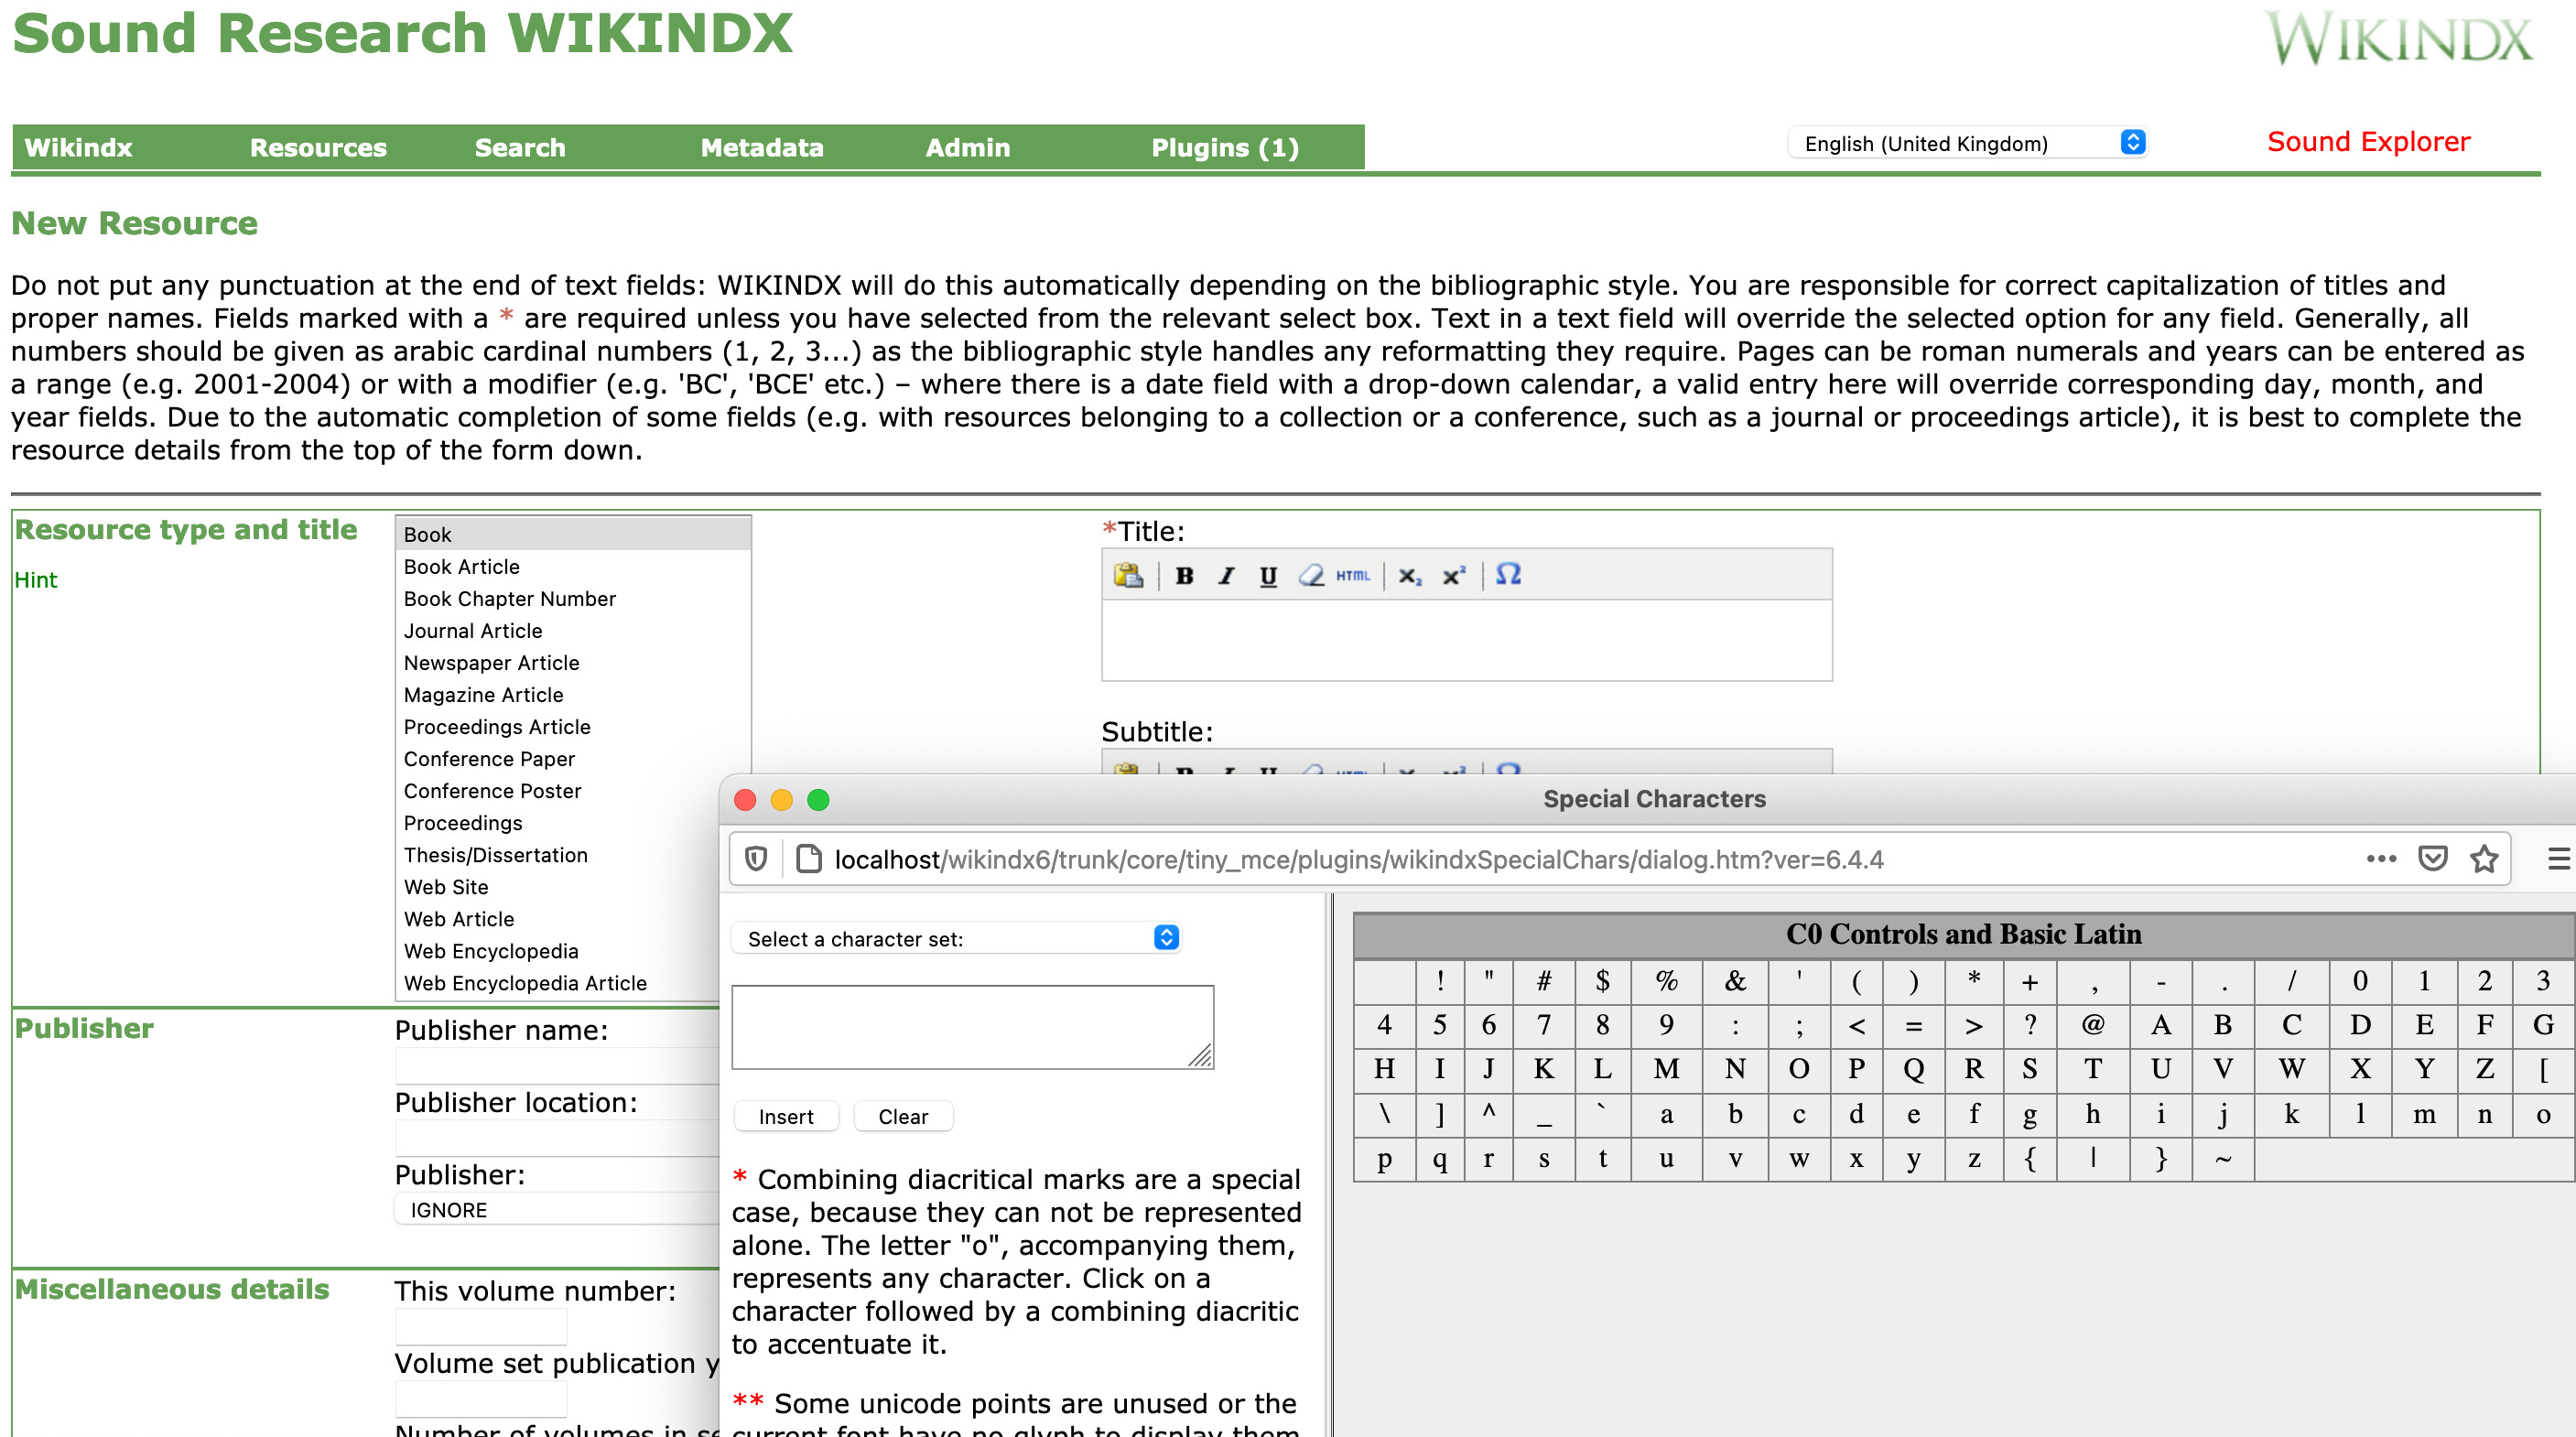 Sound Research WIKINDX
WIKINDX
Wikindx Resources Search Metadata Admin Plugins (1)
English (United Kingdom)
Sound Explorer
New Resource
Do not put any punctuation at the end of text fields: WIKINDX will do this automatically depending on the bibliographic style. You are responsible for correct capitalization of titles and
proper names. Fields marked with a * are required unless you have selected from the relevant select box. Text in a text field will override the selected option for any field. Generally, all
numbers should be given as arabic cardinal numbers (1, 2, 3...) as the bibliographic style handles any reformatting they require. Pages can be roman numerals and years can be entered as
a range (e.g. 2001-2004) or with a modifier (e.g. 'BC', 'BCE' etc.) – where there is a date field with a drop-down calendar, a valid entry here will override corresponding day, month, and
year fields. Due to the automatic completion of some fields (e.g. with resources belonging to a collection or a conference, such as a journal or proceedings article), it is best to complete the
resource details from the top of the form down.
Resource type and title
Hint
Book
Book Article
Book Chapter Number
Journal Article
Newspaper Article
Magazine Article
Proceedings Article
Conference Paper
Conference Poster
Proceedings
Thesis/Dissertation
Web Site
Web Article
Web Encyclopedia
Web Encyclopedia Article
*Title:
B I U HTML x₂ x² Ω
Subtitle:
Publisher
Publisher name:
Publisher location:
Publisher:
IGNORE
Miscellaneous details
This volume number:
Volume set publication y
Number of volumes in se
Special Characters
localhost/wikindx6/trunk/core/tiny_mce/plugins/wikindxSpecialChars/dialog.htm?ver=6.4.4
Select a character set:
Insert Clear
* Combining diacritical marks are a special
case, because they can not be represented
alone. The letter "o", accompanying them,
represents any character. Click on a
character followed by a combining diacritic
to accentuate it.
** Some unicode points are unused or the
current font have no glyph to display them
C0 Controls and Basic Latin
! " # $ % & ' ( ) * + , - . / 0 1 2 3
4 5 6 7 8 9 : ; < = > ? @ A B C D E F G
H I J K L M N O P Q R S T U V W X Y Z [
\ ] ^ _ ` a b c d e f g h i j k l m n o
p q r s t u v w x y z { | } ~